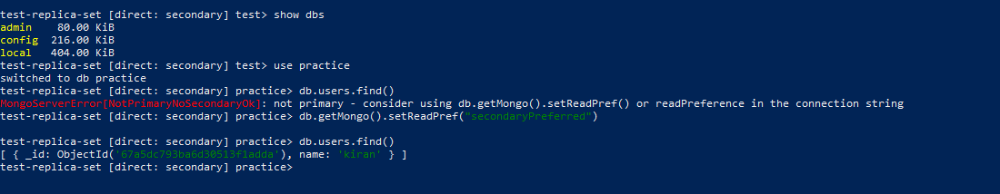 test-replica-set [direct: secondary] test> show dbs
admin    80.00 KiB
config  216.00 KiB
local   404.00 KiB
test-replica-set [direct: secondary] test> use practice
switched to db practice
test-replica-set [direct: secondary] practice> db.users.find()
MongoServerError[NotPrimaryNoSecondaryOk]: not primary - consider using db.getMongo().setReadPref() or readPreference in the connection string
test-replica-set [direct: secondary] practice> db.getMongo().setReadPref("secondaryPreferred")
test-replica-set [direct: secondary] practice> db.users.find()
[ { _id: ObjectId('67a5dc793ba6d30513f1adda'), name: 'kiran' } ]
test-replica-set [direct: secondary] practice>